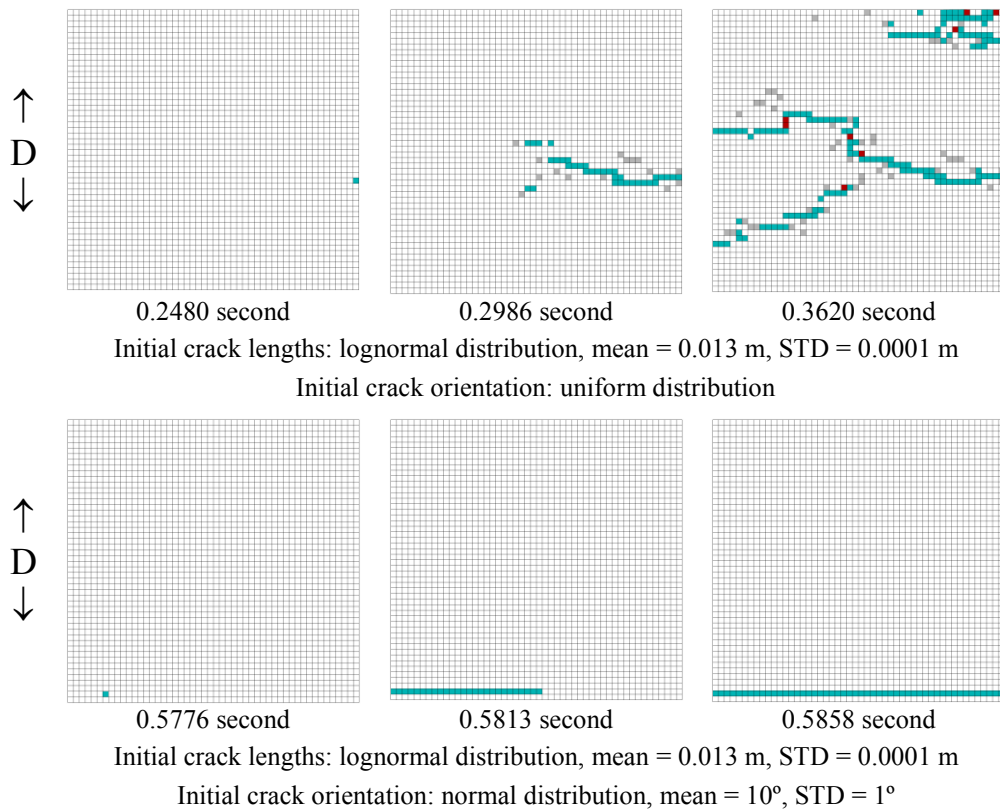 ↑
D
↓
0.2480 second 0.2986 second 0.3620 second
Initial crack lengths: lognormal distribution, mean = 0.013 m, STD = 0.0001 m
Initial crack orientation: uniform distribution
↑
D
↓
0.5776 second 0.5813 second 0.5858 second
Initial crack lengths: lognormal distribution, mean = 0.013 m, STD = 0.0001 m
Initial crack orientation: normal distribution, mean = 10º, STD = 1º